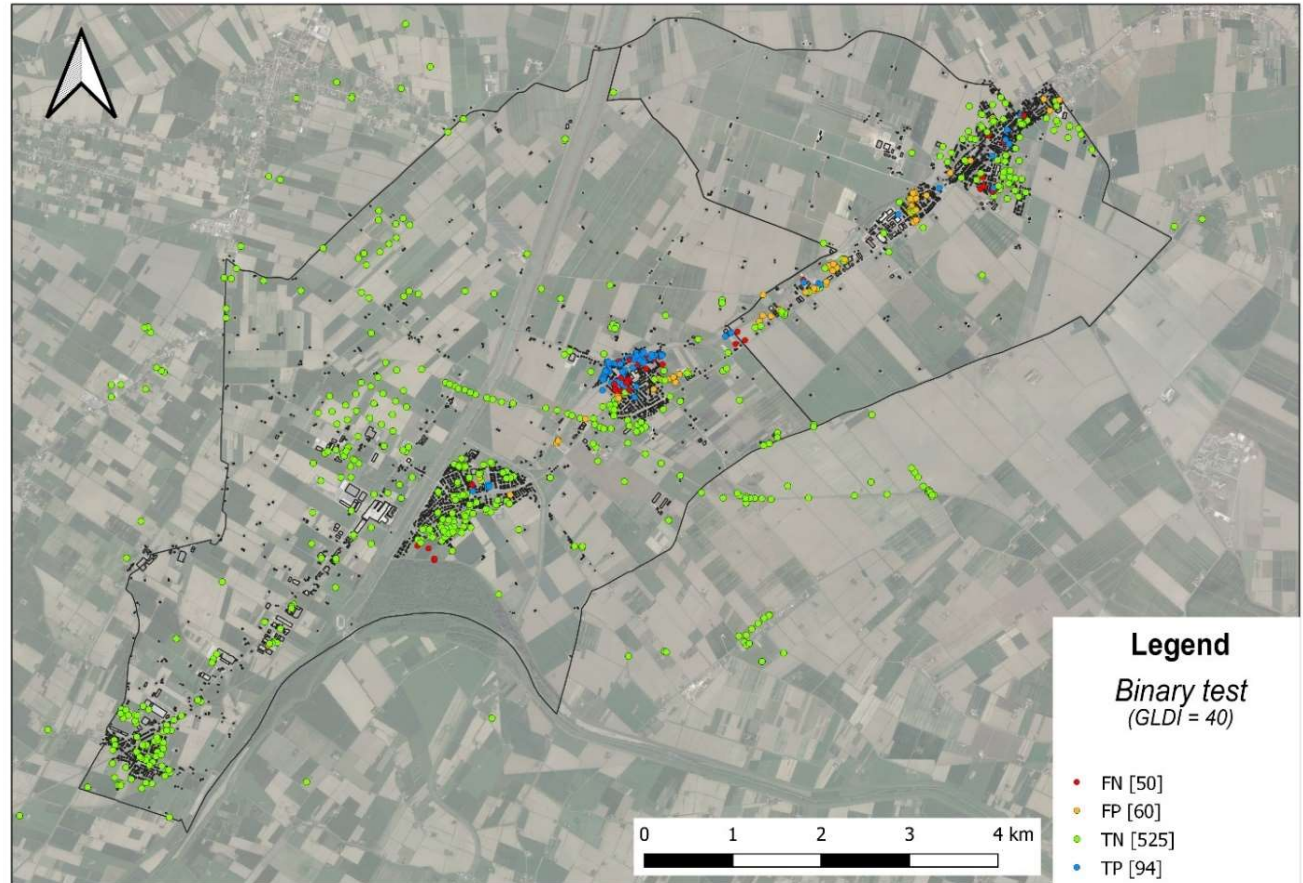 Legend
Binary test
(GLDI = 40)
FN [50]
FP [60]
TN [525]
TP [94]
0 1 2 3 4 km